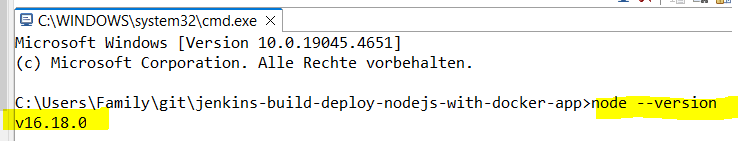 C:\WINDOWS\system32\cmd.exe
Microsoft Windows [Version 10.0.19045.4651]
(c) Microsoft Corporation. Alle Rechte vorbehalten.
C:\Users\Family\git\jenkins-build-deploy-nodejs-with-docker-app>node --version
v16.18.0